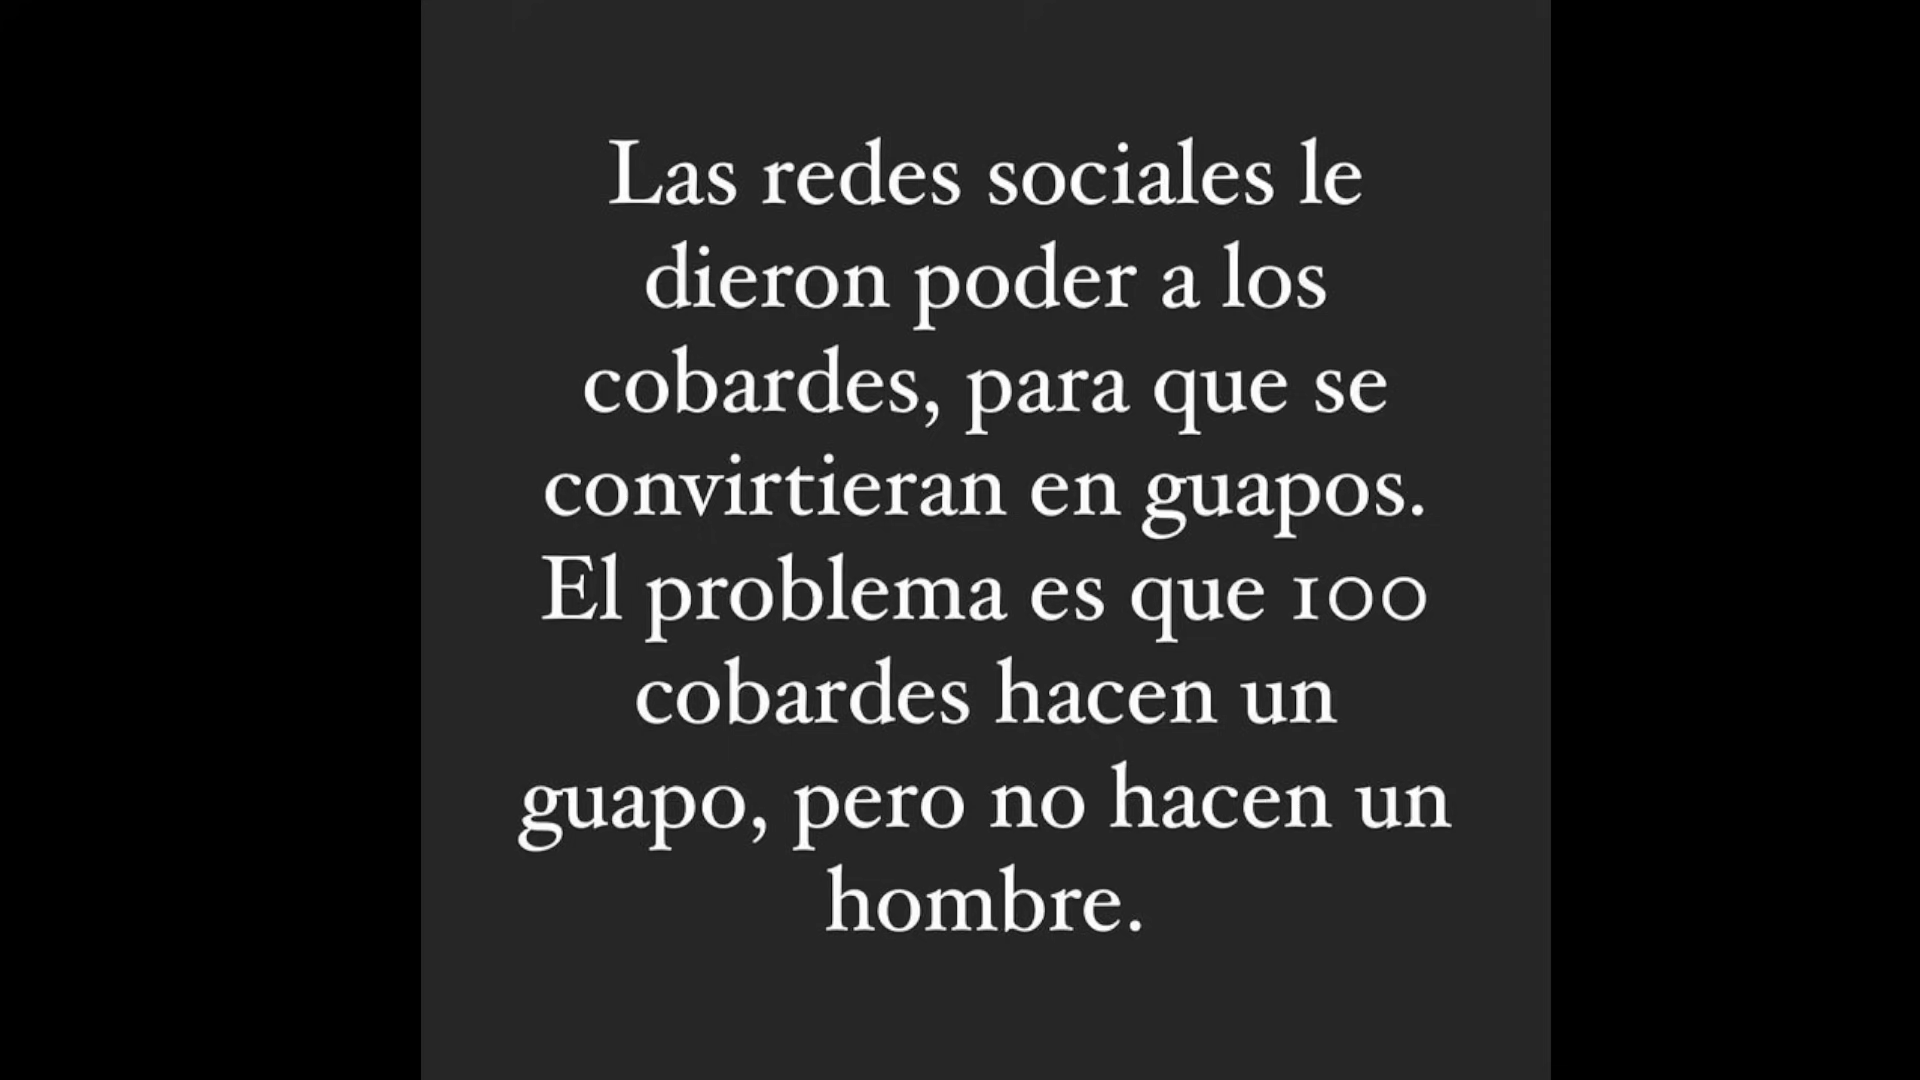 Las redes sociales le
dieron poder a los
cobardes, para que se
convirtieran en guapos.
El problema es que 100
cobardes hacen un
guapo, pero no hacen un
hombre.